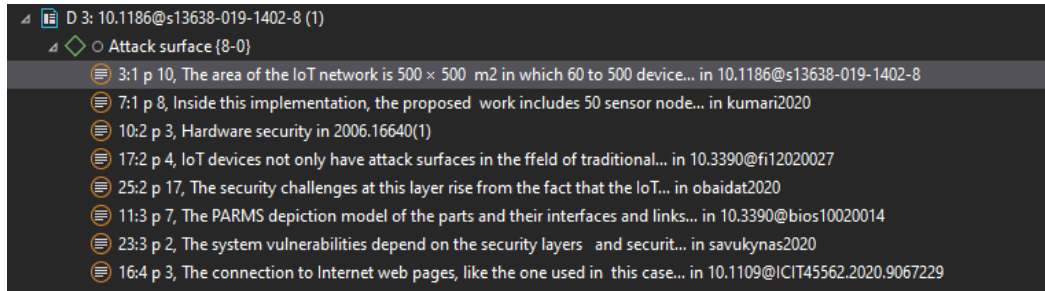 D 3: 10.1186@s13638-019-1402-8 (1)
Attack surface {8-0}
3:1 p 10, The area of the IoT network is 500 × 500 m2 in which 60 to 500 device... in 10.1186@s13638-019-1402-8
7:1 p 8, Inside this implementation, the proposed work includes 50 sensor node... in kumari2020
10:2 p 3, Hardware security in 2006.16640(1)
17:2 p 4, IoT devices not only have attack surfaces in the ffeld of traditional... in 10.3390@fi12020027
25:2 p 17, The security challenges at this layer rise from the fact that the IoT... in obaidat2020
11:3 p 7, The PARMS depiction model of the parts and their interfaces and links... in 10.3390@bios10020014
23:3 p 2, The system vulnerabilities depend on the security layers and securit... in savukynas2020
16:4 p 3, The connection to Internet web pages, like the one used in this case... in 10.1109@ICIT45562.2020.9067229